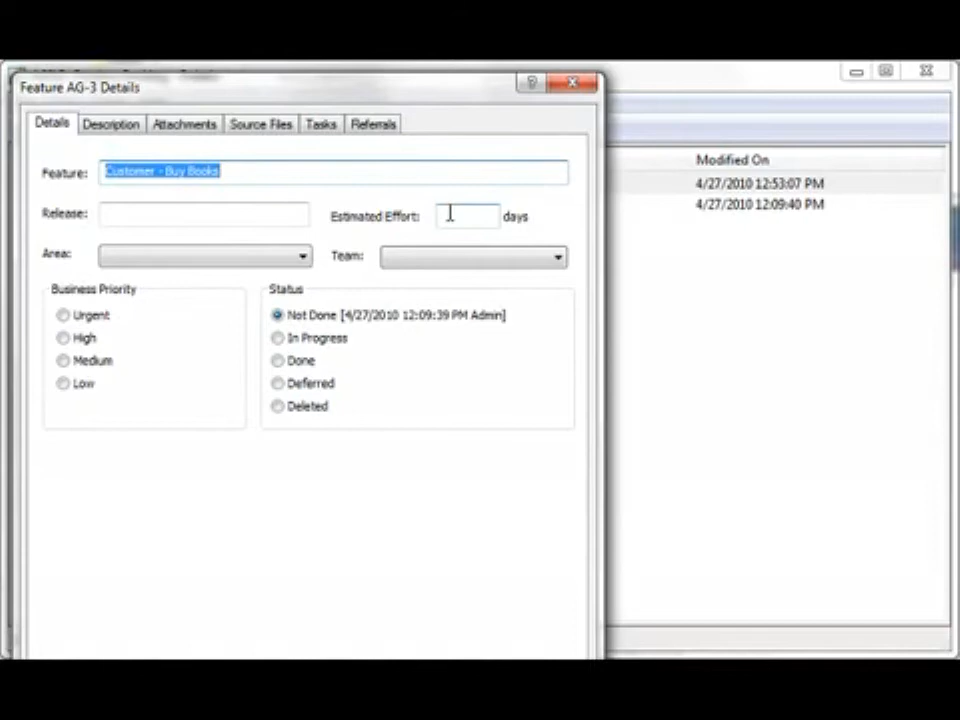 Feature AG-3 Details
Details Description Attachments Source Files Tasks Referrals
Feature: Customer - Buy Books
Release: Estimated Effort: days
Area: Team:
Business Priority
Urgent
High
Medium
Low
Status
Not Done [4/27/2010 12:09:39 PM Admin]
In Progress
Done
Deferred
Deleted
Modified On
4/27/2010 12:53:07 PM
4/27/2010 12:09:40 PM